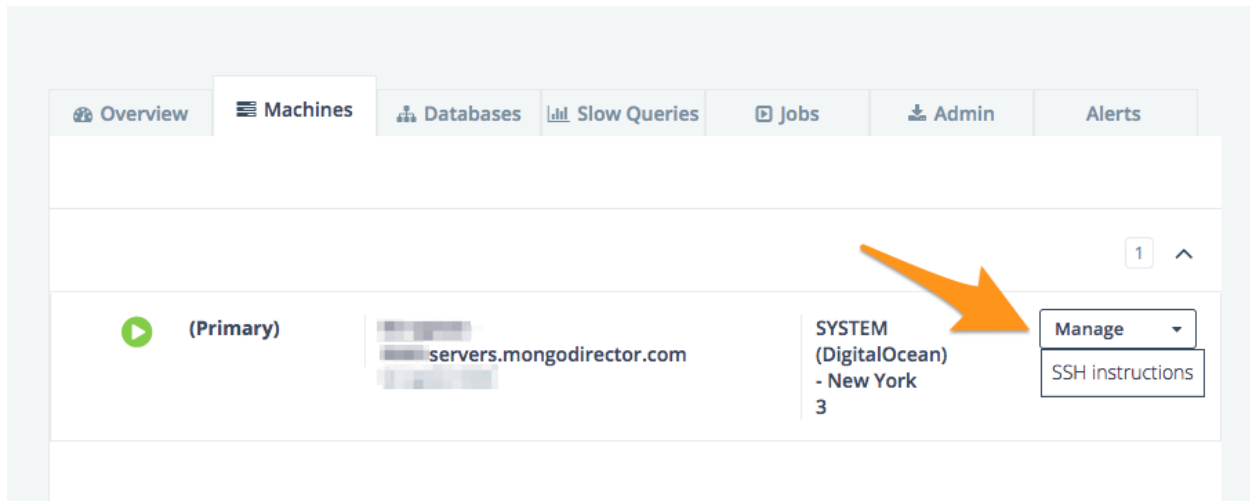 Overview Machines Databases Slow Queries Jobs Admin Alerts
1
(Primary)
servers.mongodirector.com
SYSTEM
(DigitalOcean)
- New York
3
Manage
SSH instructions